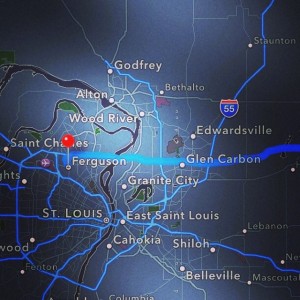 Staunton
Godfrey
Bethalto
Alton
55
Wood River
Edwardsville
Saint Charles
Ferguson
Glen Carbon
ghts
Granite City
ST. LOUIS
East Saint Louis
Lebanon
wood
Cahokia
Shiloh
New
Fenton
Belleville
Mascoutah
Columbia